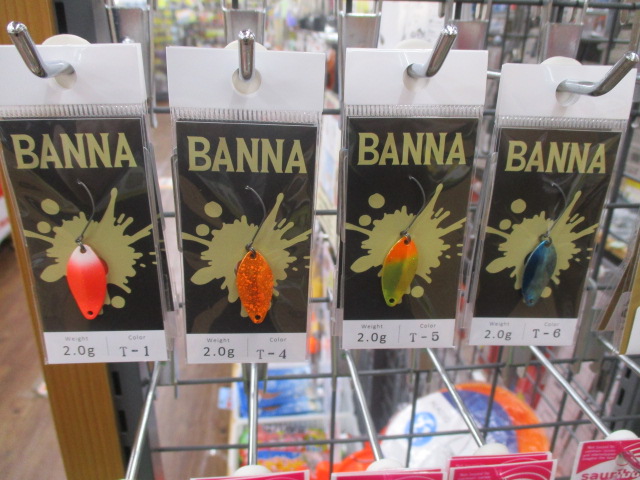 BANNA
Weight Color
2.0g T-1
BANNA
Weight Color
2.0g T-4
BANNA
Weight Color
2.0g T-5
BANNA
Weight Color
2.0g T-6